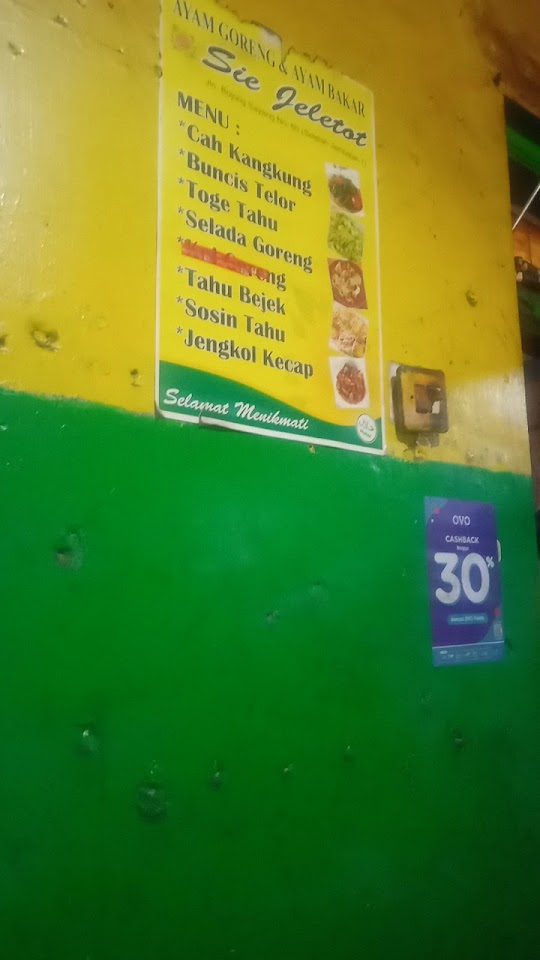 AYAM GORENG & AYAM BAKAR
Sie Jeletot
MENU :
*Cah Kangkung
*Buncis Telor
*Toge Tahu
*Selada Goreng
*Tahu Bejek
*Sosin Tahu
*Jengkol Kecap
Selamat Menikmati
OVO
CASHBACK
30%